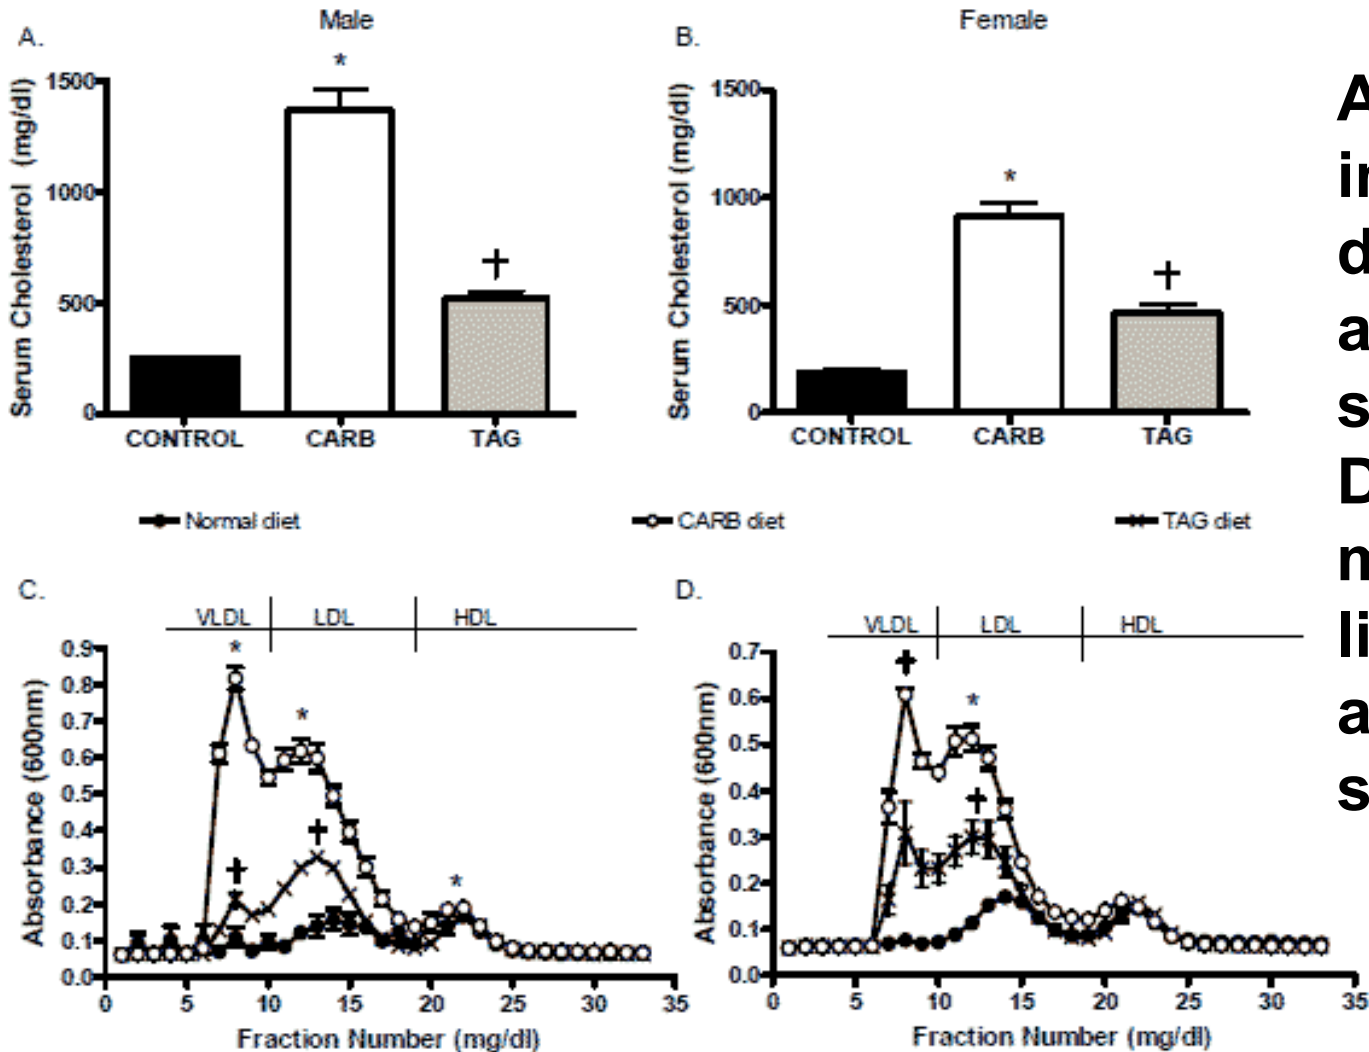 Male
Female
A.
B.
*
*
1500
1000
500
0
Serum Cholesterol (mg/dl)
+
CONTROL
CARB
TAG
1500
1000
500
0
Serum Cholesterol (mg/dl)
+
CONTROL
CARB
TAG
Normal diet
CARB diet
TAG diet
C.
D.
VLDL
LDL
HDL
VLDL
LDL
HDL
*
*
+
+
*
0.9
0.8
0.7
0.6
0.5
0.4
0.3
0.2
0.1
0.0
Absorbance (600nm)
0 5 10 15 20 25 30 35
Fraction Number (mg/dl)
+
*
+
0.7
0.6
0.5
0.4
0.3
0.2
0.1
0.0
Absorbance (600nm)
0 5 10 15 20 25 30 35
Fraction Number (mg/dl)